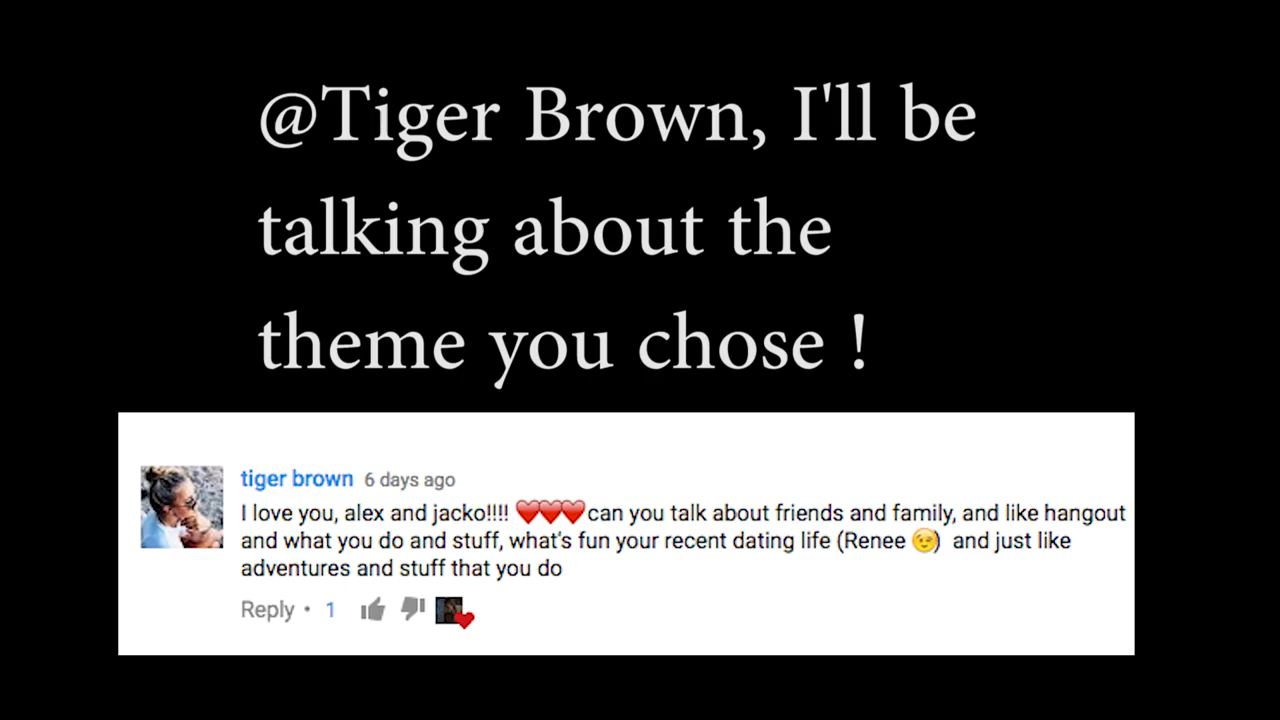 @Tiger Brown, I'll be
talking about the
theme you chose !
tiger brown 6 days ago
I love you, alex and jacko!!!! ❤️❤️❤️can you talk about friends and family, and like hangout
and what you do and stuff, what's fun your recent dating life (Renee 😉) and just like
adventures and stuff that you do
Reply • 1